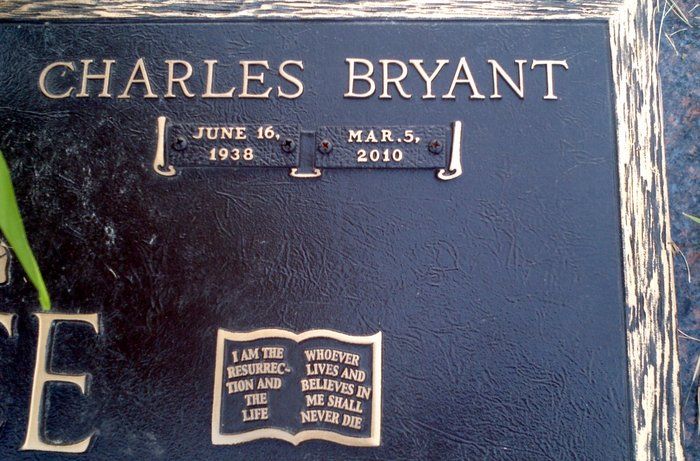 CHARLES BRYANT
JUNE 16,
1938
MAR. 5,
2010
E
I AM THE
RESURREC-
TION AND
THE
LIFE
WHOEVER
LIVES AND
BELIEVES IN
ME SHALL
NEVER DIE